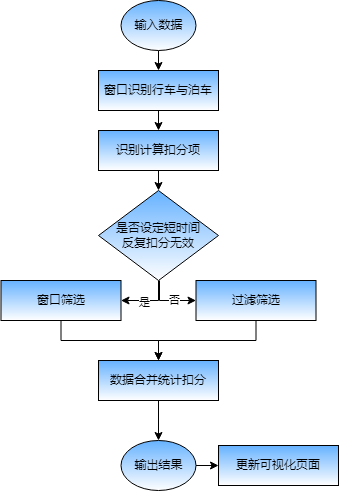 输入数据
窗口识别行车与泊车
识别计算扣分项
是否设定短时间
反复扣分无效
是
否
窗口筛选
过滤筛选
数据合并统计扣分
输出结果
更新可视化页面